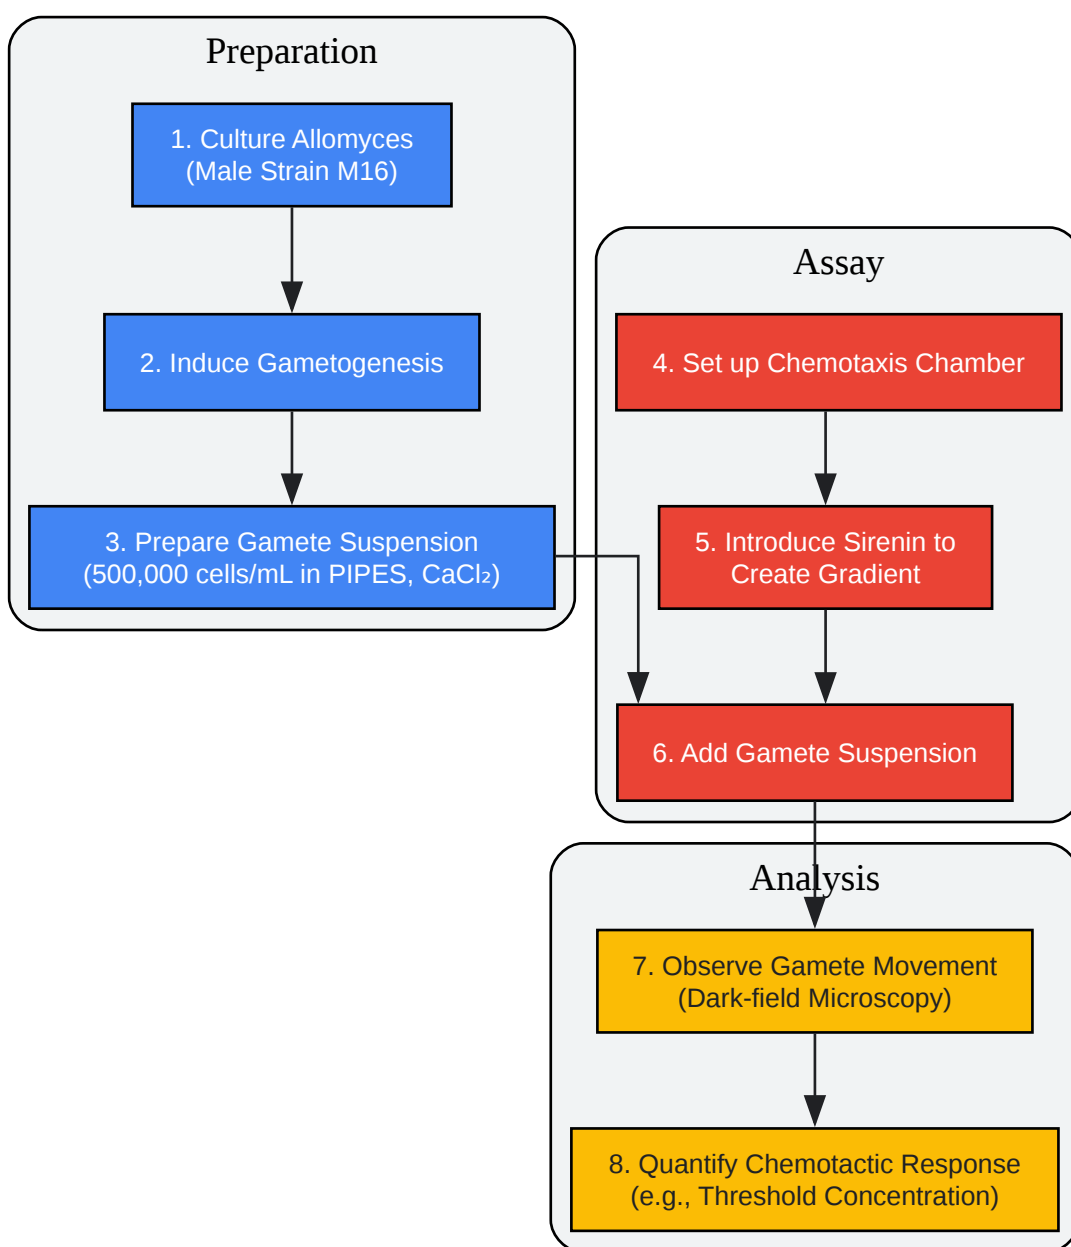 Preparation
1. Culture Allomyces
(Male Strain M16)
2. Induce Gametogenesis
3. Prepare Gamete Suspension
(500,000 cells/mL in PIPES, CaCl₂)
Assay
4. Set up Chemotaxis Chamber
5. Introduce Sirenin to
Create Gradient
6. Add Gamete Suspension
Analysis
7. Observe Gamete Movement
(Dark-field Microscopy)
8. Quantify Chemotactic Response
(e.g., Threshold Concentration)